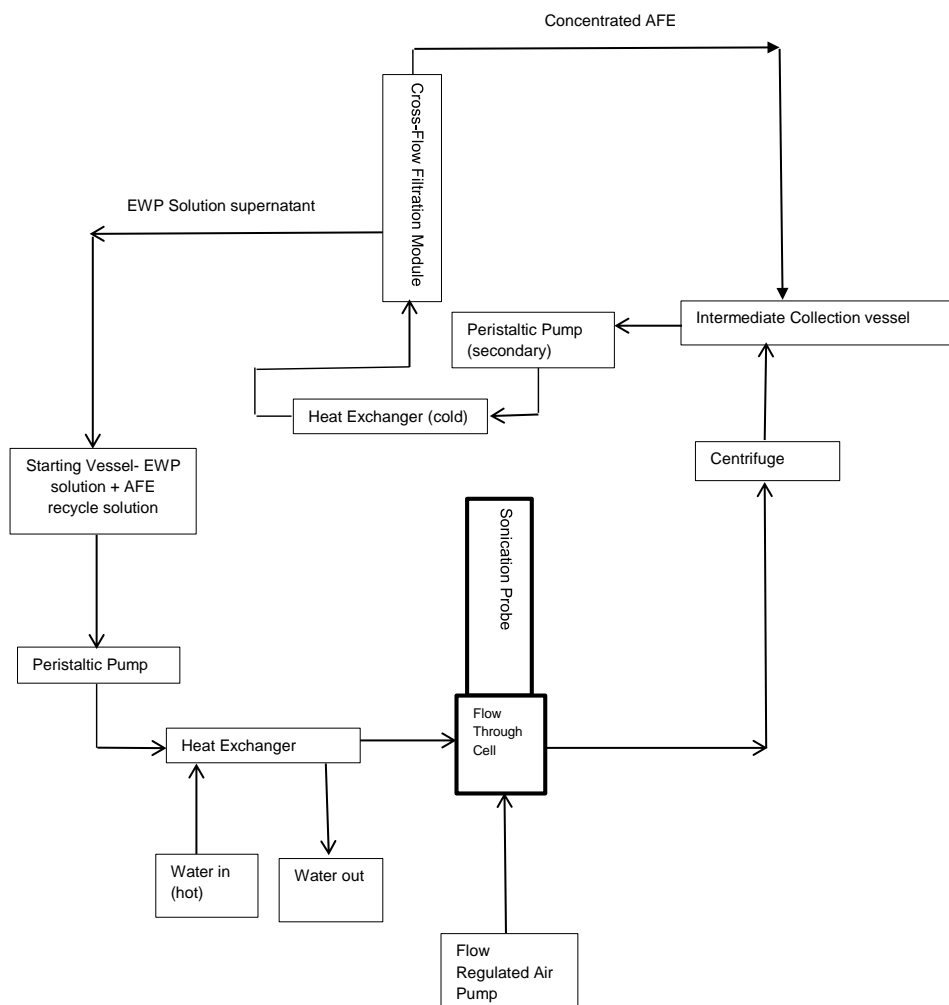 Concentrated AFE
Cross-Flow Filtration Module
EWP Solution supernatant
Intermediate Collection vessel
Peristaltic Pump
(secondary)
Heat Exchanger (cold)
Starting Vessel- EWP
solution + AFE
recycle solution
Centrifuge
Sonication Probe
Peristaltic Pump
Flow
Through
Cell
Heat Exchanger
Water in
(hot)
Water out
Flow
Regulated Air
Pump